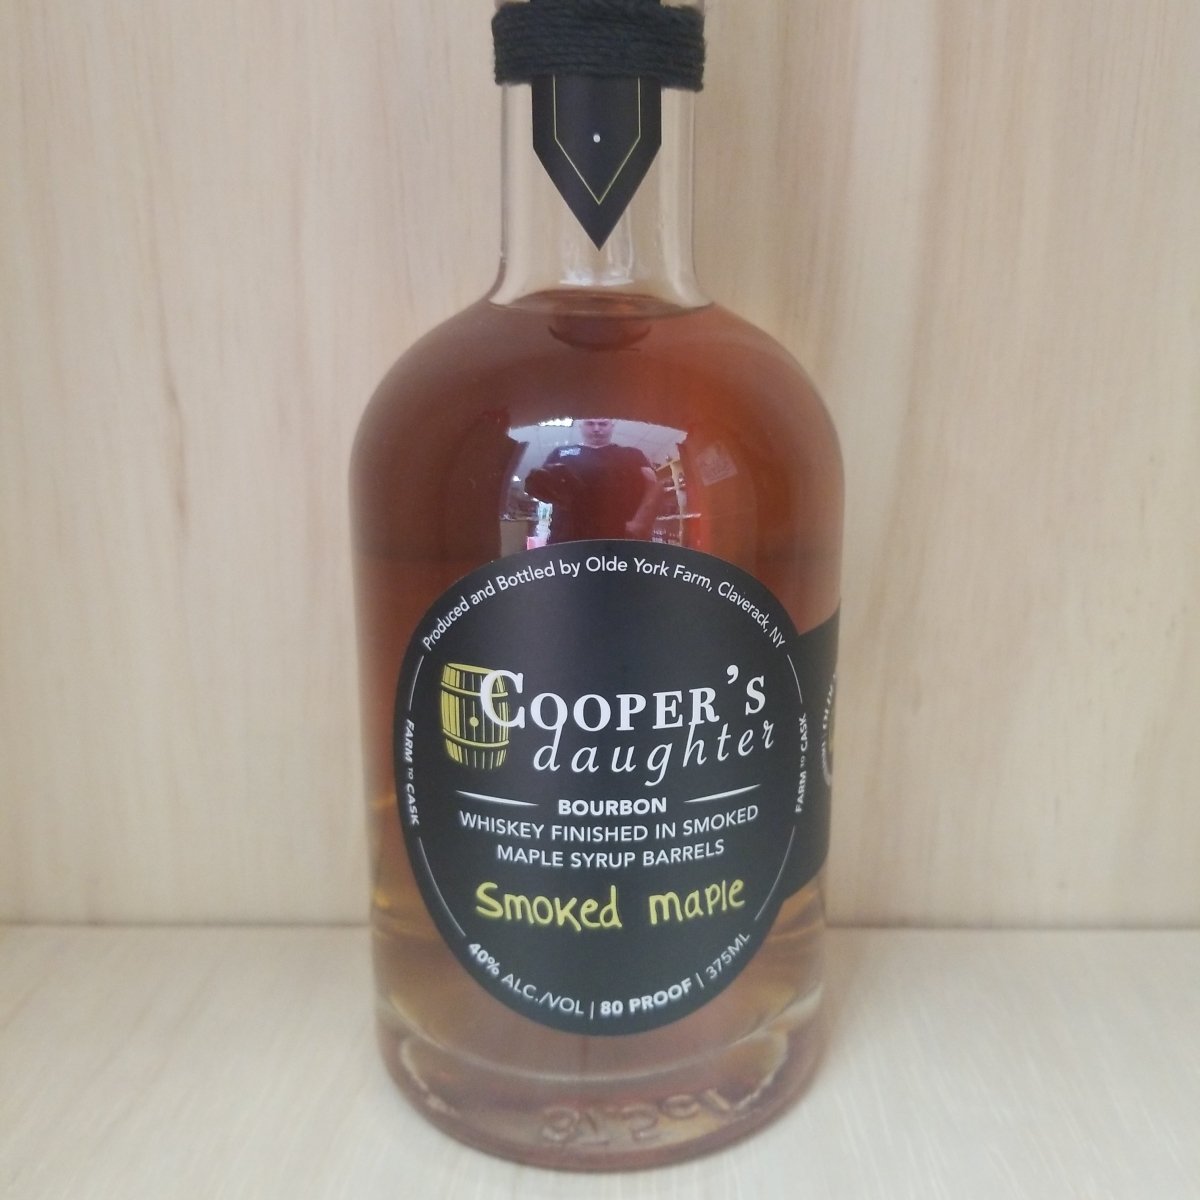 Produced and Bottled by Olde York Farm, Claverack, NY
COOPER'S
daughter
FARM TO CASK
FARM TO CASK
BOURBON
WHISKEY FINISHED IN SMOKED
MAPLE SYRUP BARRELS
Smoked maple
40% ALC./VOL | 80 PROOF | 375ML